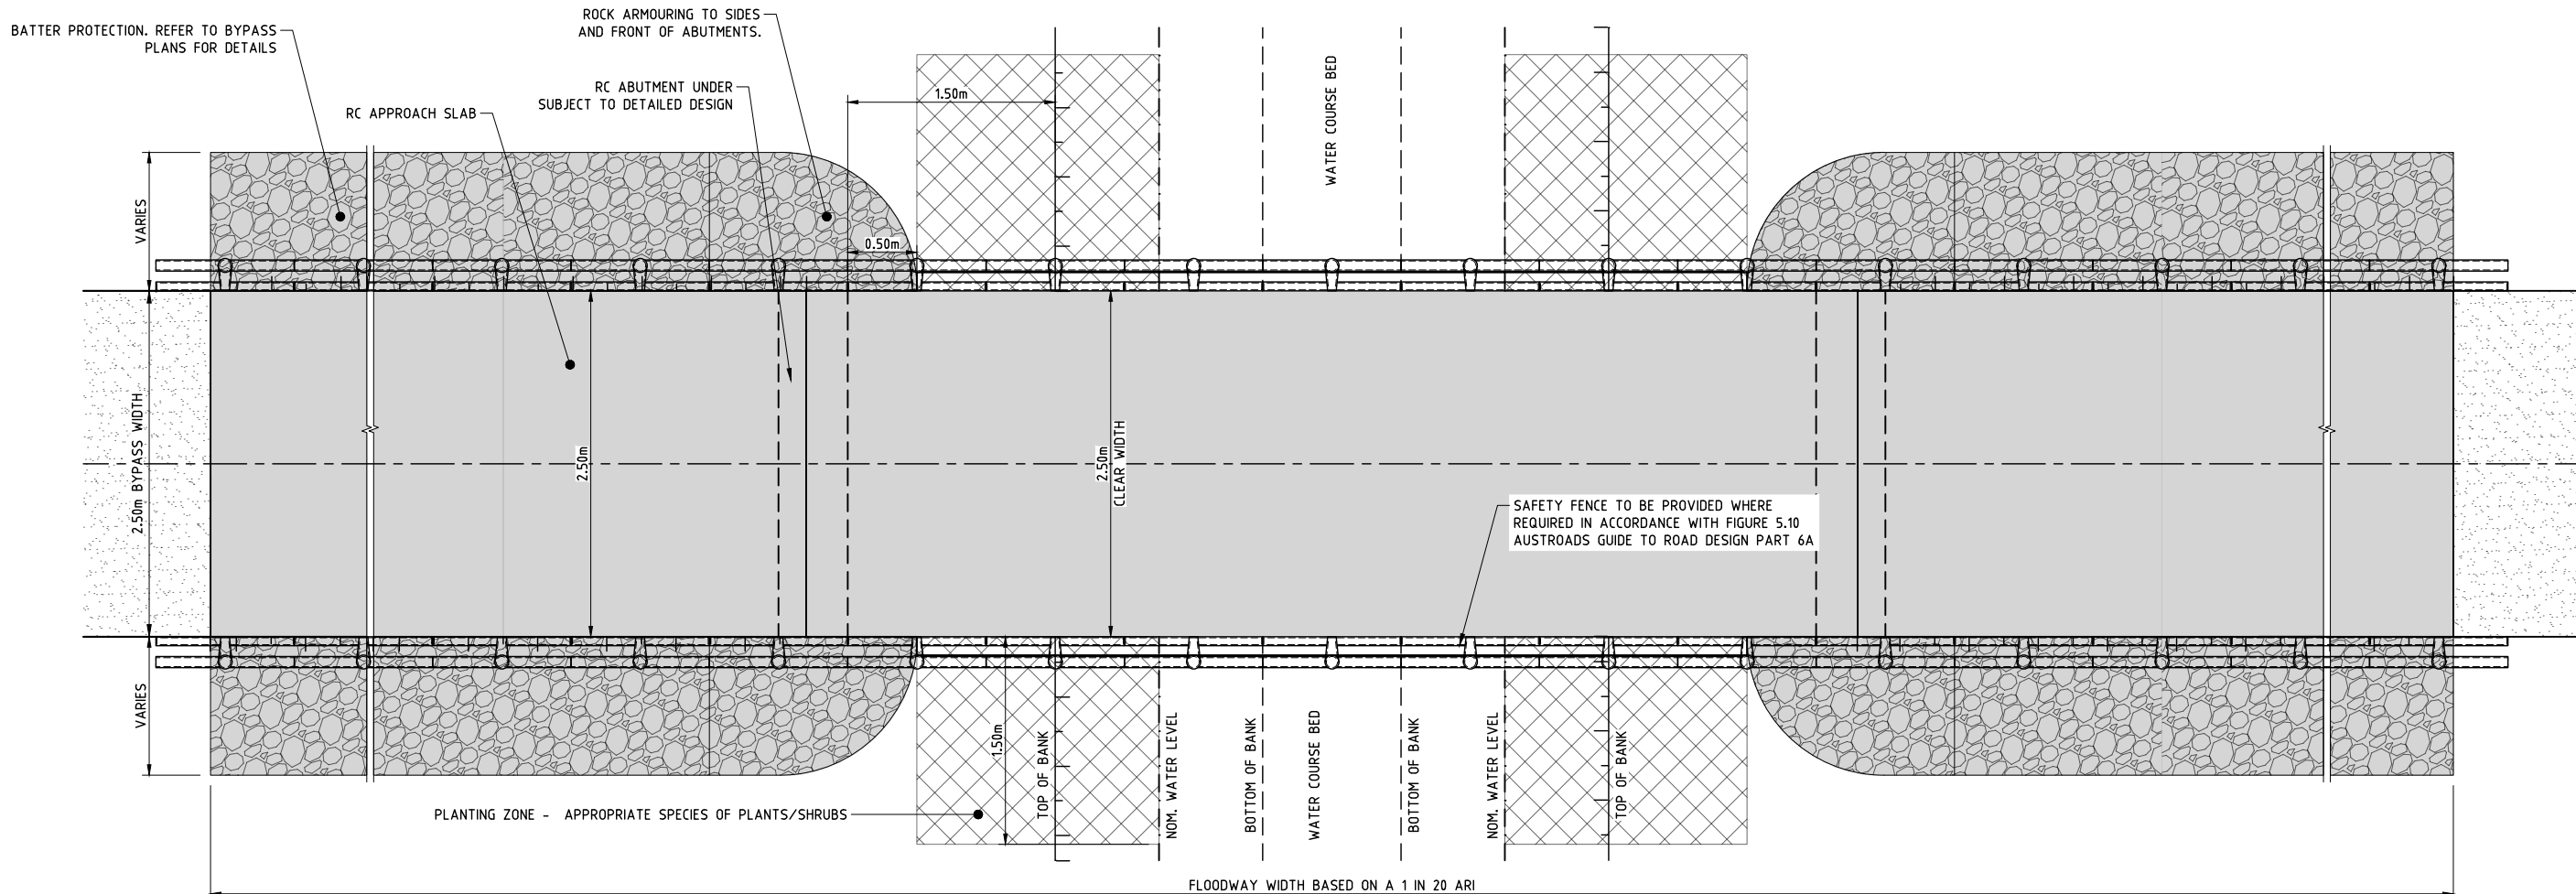 BATTER PROTECTION. REFER TO BYPASS
PLANS FOR DETAILS
ROCK ARMOURING TO SIDES
AND FRONT OF ABUTMENTS.
RC ABUTMENT UNDER
SUBJECT TO DETAILED DESIGN
RC APPROACH SLAB
1.50m
WATER COURSE BED
VARIES
0.50m
2.50m BYPASS WIDTH
2.50m
2.50m
CLEAR WIDTH
SAFETY FENCE TO BE PROVIDED WHERE
REQUIRED IN ACCORDANCE WITH FIGURE 5.10
AUSTROADS GUIDE TO ROAD DESIGN PART 6A
VARIES
1.50m
TOP OF BANK
NOM. WATER LEVEL
BOTTOM OF BANK
WATER COURSE BED
BOTTOM OF BANK
NOM. WATER LEVEL
TOP OF BANK
PLANTING ZONE - APPROPRIATE SPECIES OF PLANTS/SHRUBS
FLOODWAY WIDTH BASED ON A 1 IN 20 ARI